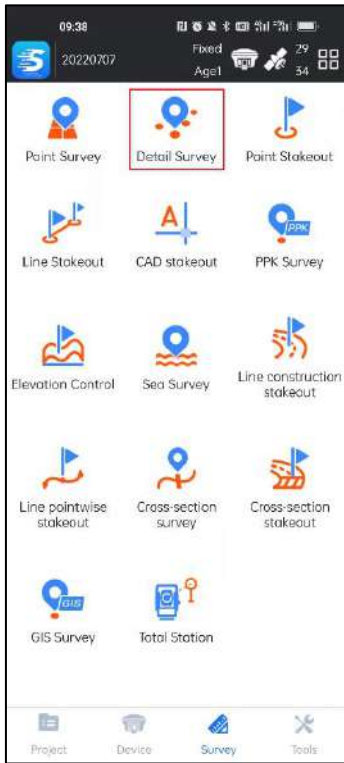 09:38
20220707
Fixed
Age1
29
34
Point Survey
Detail Survey
Point Stakeout
Line Stakeout
A
CAD stakeout
PPK
PPK Survey
Elevation Control
Sea Survey
Line construction
stakeout
Line pointwise
stakeout
Cross-section
survey
Cross-section
stakeout
GIS
GIS Survey
Total Station
Project
Device
Survey
Tools